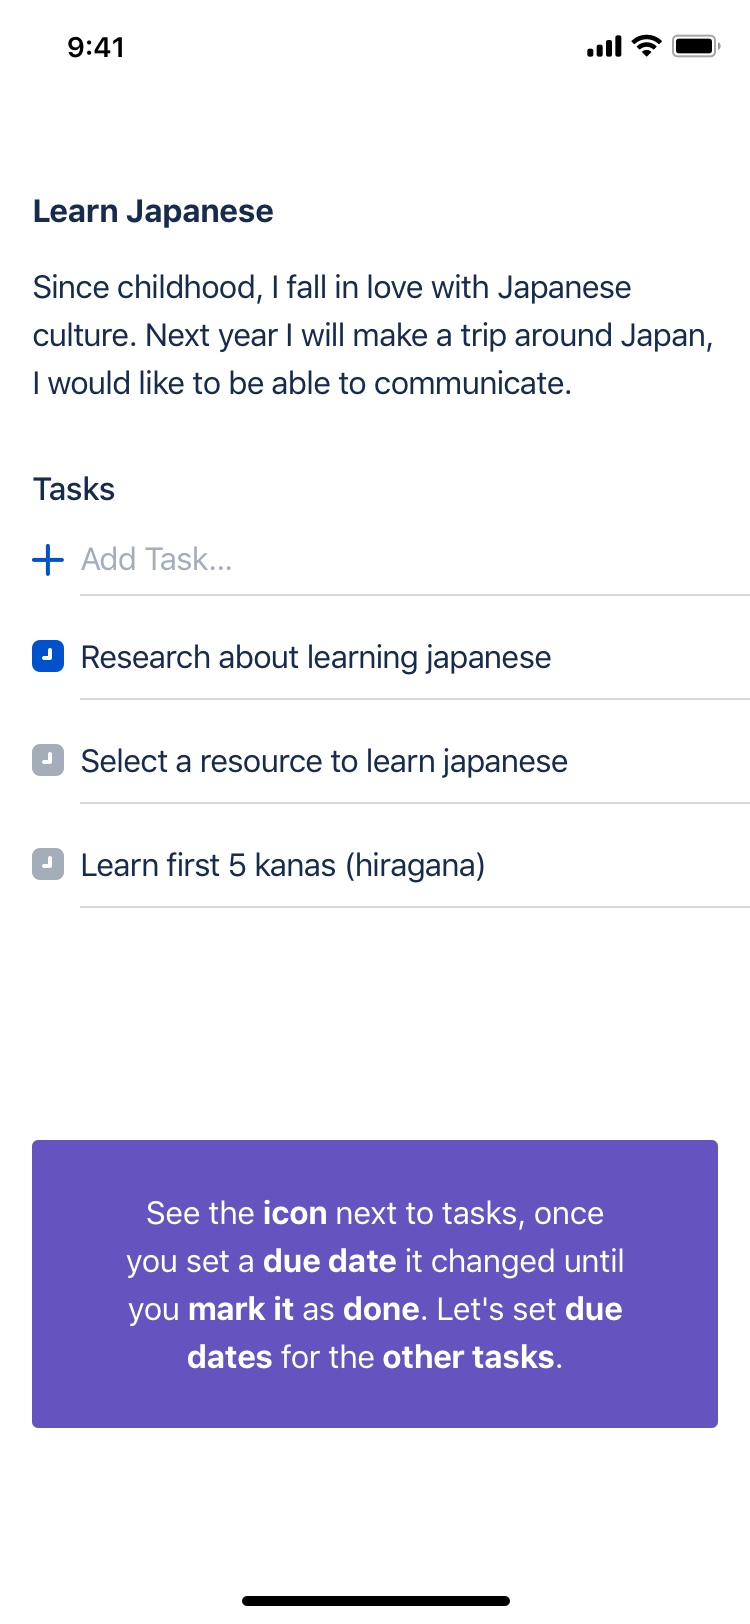 9:41
Learn Japanese
Since childhood, I fall in love with Japanese
culture. Next year I will make a trip around Japan,
I would like to be able to communicate.
Tasks
Add Task...
Research about learning japanese
Select a resource to learn japanese
Learn first 5 kanas (hiragana)
See the icon next to tasks, once
you set a due date it changed until
you mark it as done. Let's set due
dates for the other tasks.